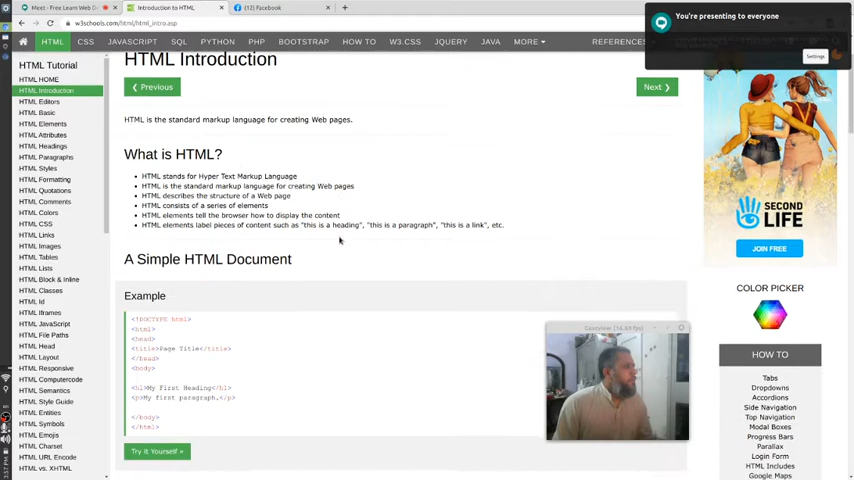 Meet - Free Learn Web D
Introduction to HTML
(12) Facebook
w3schools.com/html/html_intro.asp
You're presenting to everyone
Settings
HTML
CSS
JAVASCRIPT
SQL
PYTHON
PHP
BOOTSTRAP
HOW TO
W3.CSS
JQUERY
JAVA
MORE
REFERENCES
HTML Tutorial
HTML HOME
HTML Introduction
HTML Editors
HTML Basic
HTML Elements
HTML Attributes
HTML Headings
HTML Paragraphs
HTML Styles
HTML Formatting
HTML Quotations
HTML Comments
HTML Colors
HTML CSS
HTML Links
HTML Images
HTML Tables
HTML Lists
HTML Block & Inline
HTML Classes
HTML Id
HTML Iframes
HTML JavaScript
HTML File Paths
HTML Head
HTML Layout
HTML Responsive
HTML Computercode
HTML Semantics
HTML Style Guide
HTML Entities
HTML Symbols
HTML Emojis
HTML Charset
HTML URL Encode
HTML vs. XHTML
HTML Introduction
❮ Previous
Next ❯
HTML is the standard markup language for creating Web pages.
What is HTML?
• HTML stands for Hyper Text Markup Language
• HTML is the standard markup language for creating Web pages
• HTML describes the structure of a Web page
• HTML consists of a series of elements
• HTML elements tell the browser how to display the content
• HTML elements label pieces of content such as "this is a heading", "this is a paragraph", "this is a link", etc.
A Simple HTML Document
Example
<!DOCTYPE html>
<html>
<head>
<title>Page Title</title>
</head>
<body>
<h1>My First Heading</h1>
<p>My first paragraph.</p>
</body>
</html>
Try it Yourself »
SECOND
LIFE
JOIN FREE
COLOR PICKER
HOW TO
Tabs
Dropdowns
Accordions
Side Navigation
Top Navigation
Modal Boxes
Progress Bars
Parallax
Login Form
HTML Includes
Google Maps
3:57 PM